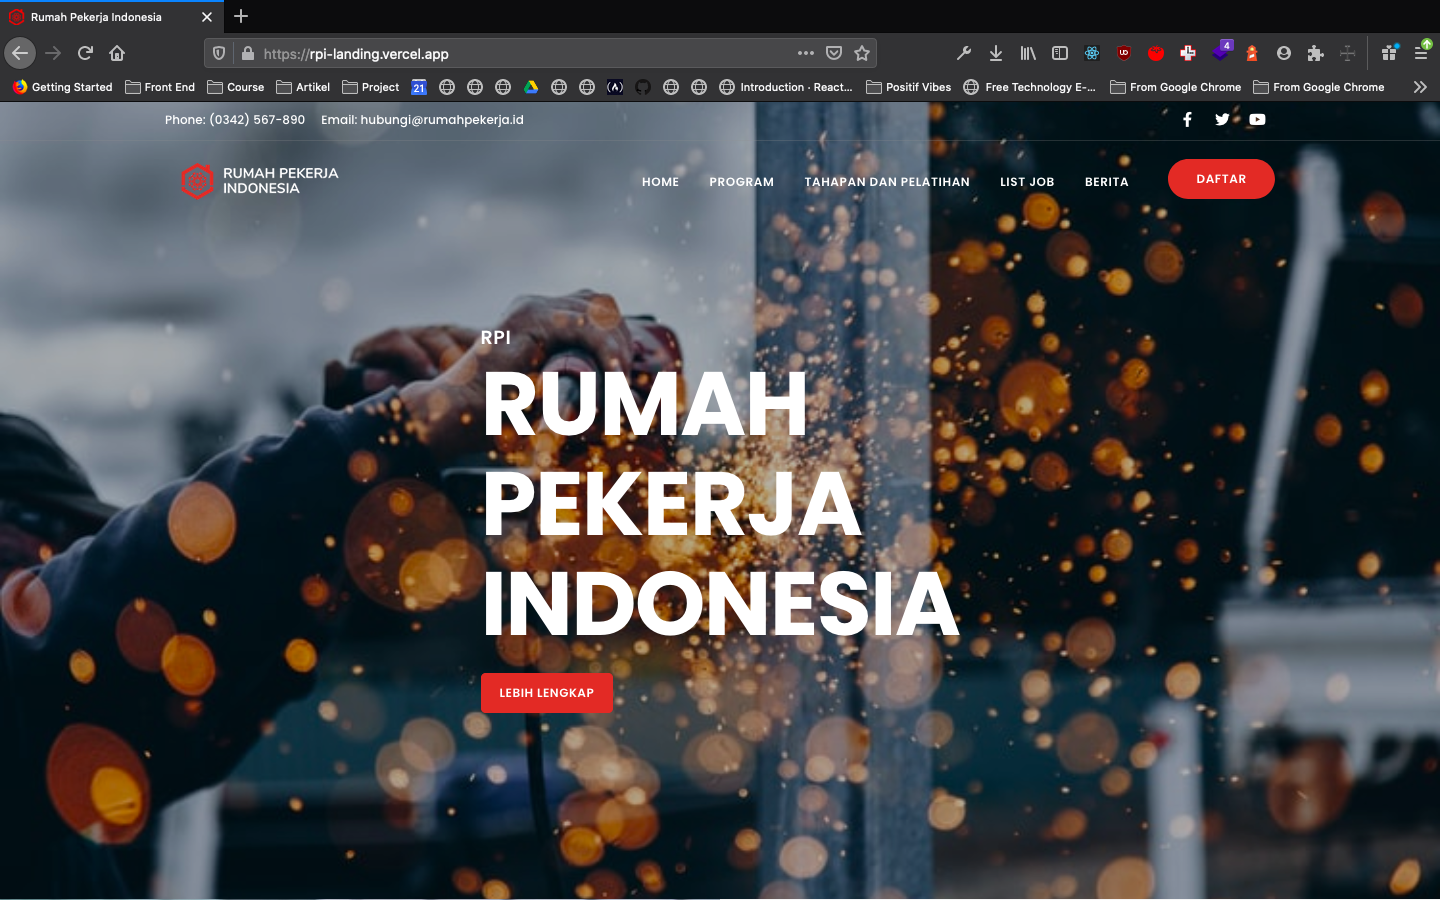 Rumah Pekerja Indonesia
https://rpi-landing.vercel.app
4
Getting Started
Front End
Course
Artikel
Project
21
Introduction · React...
Positif Vibes
Free Technology E-...
From Google Chrome
From Google Chrome
Phone: (0342) 567-890 Email: hubungi@rumahpekerja.id
RUMAH PEKERJA
INDONESIA
HOME
PROGRAM
TAHAPAN DAN PELATIHAN
LIST JOB
BERITA
DAFTAR
RPI
RUMAH
PEKERJA
INDONESIA
LEBIH LENGKAP